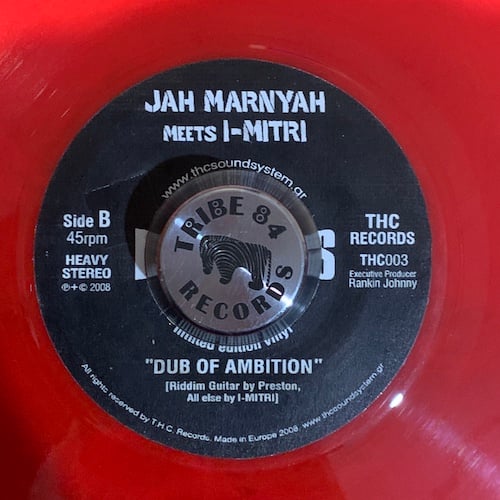 JAH MARNYAH
MEETS I-MITRI
www.thcsoundsystem.gr
Side B
45rpm
HEAVY
STEREO
℗+© 2008
TRIBE 84
RECORDS
THC
RECORDS
THC003
Executive Producer
Rankin Johnny
limited edition vinyl
"DUB OF AMBITION"
[Riddim Guitar by Preston,
All else by I-MITRI]
All rights reserved by T.H.C. Records. Made in Europe 2008. www.thcsoundsystem.gr